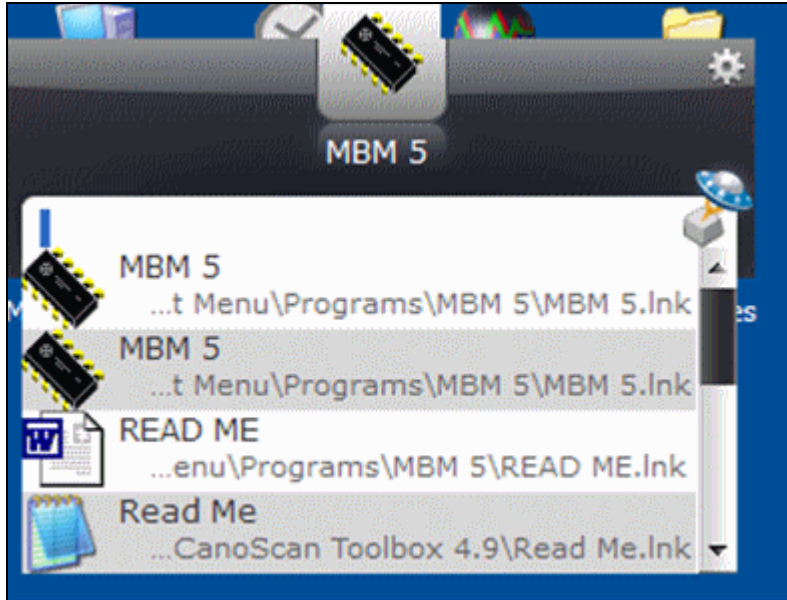 MBM 5
MBM 5
...t Menu\Programs\MBM 5\MBM 5.lnk
MBM 5
...t Menu\Programs\MBM 5\MBM 5.lnk
READ ME
...enu\Programs\MBM 5\READ ME.lnk
Read Me
...CanoScan Toolbox 4.9\Read Me.lnk